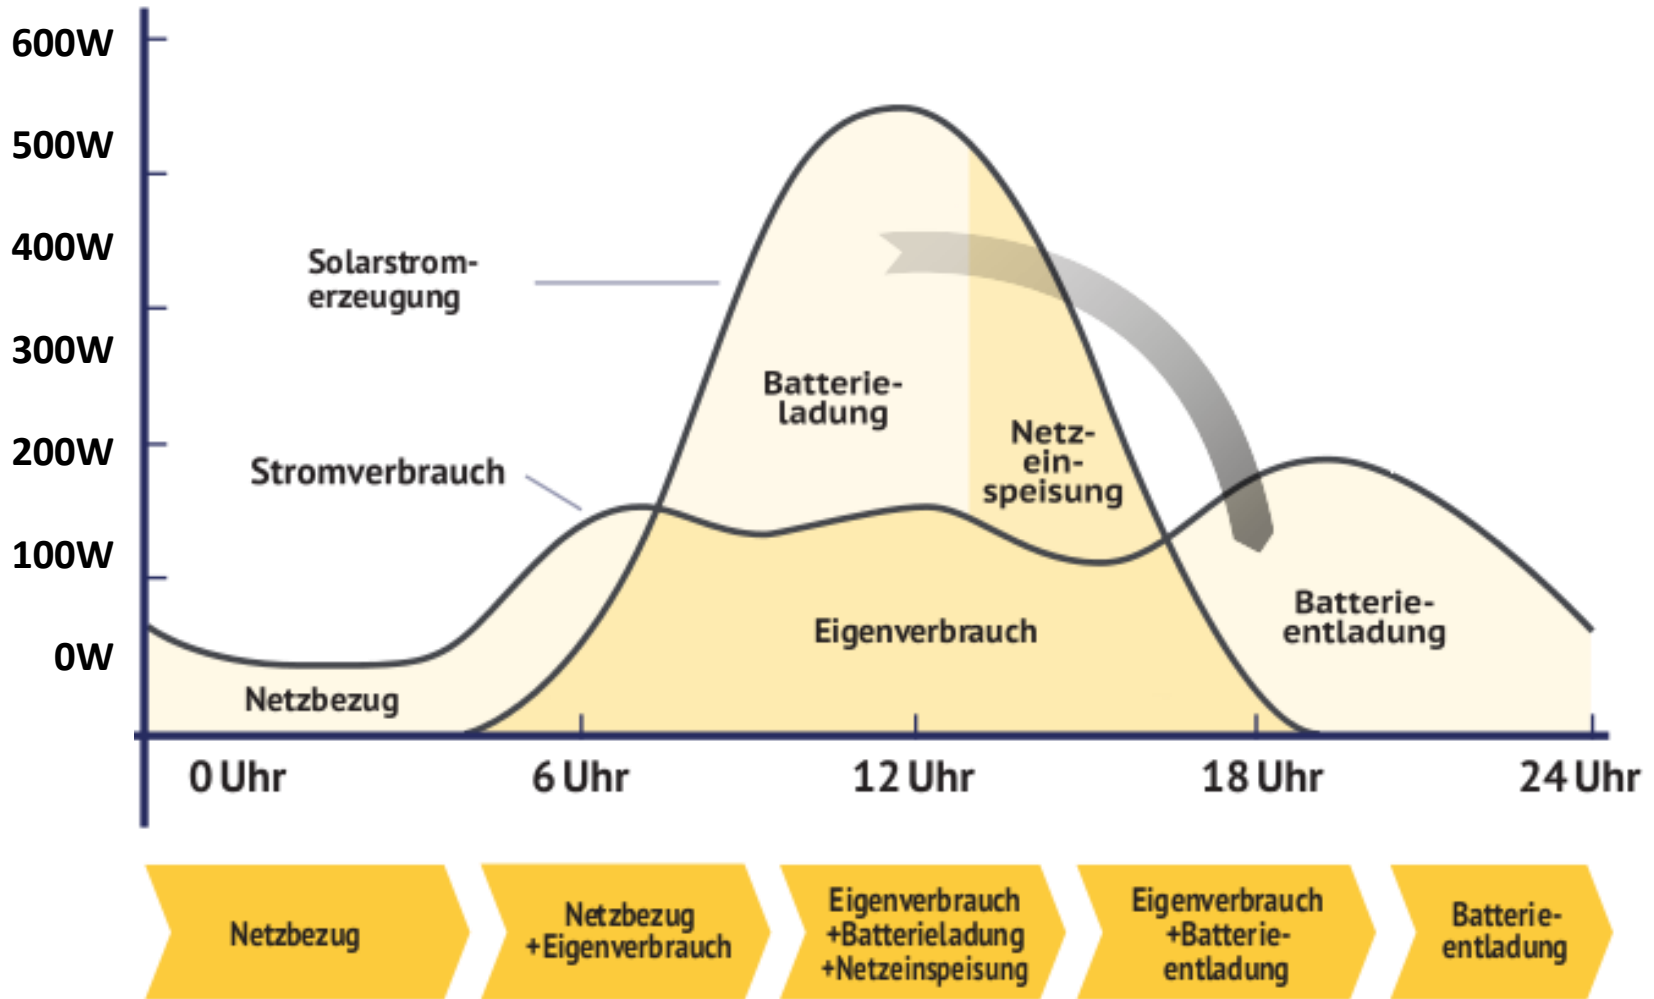 600W
500W
400W
300W
200W
100W
0W
Solarstrom-
erzeugung
Stromverbrauch
Batterie-
ladung
Netz-
ein-
speisung
Eigenverbrauch
Netzbezug
Batterie-
entladung
0 Uhr
6 Uhr
12 Uhr
18 Uhr
24 Uhr
Netzbezug
Netzbezug
+Eigenverbrauch
Eigenverbrauch
+Batterieladung
+Netzeinspeisung
Eigenverbrauch
+Batterie-
entladung
Batterie-
entladung